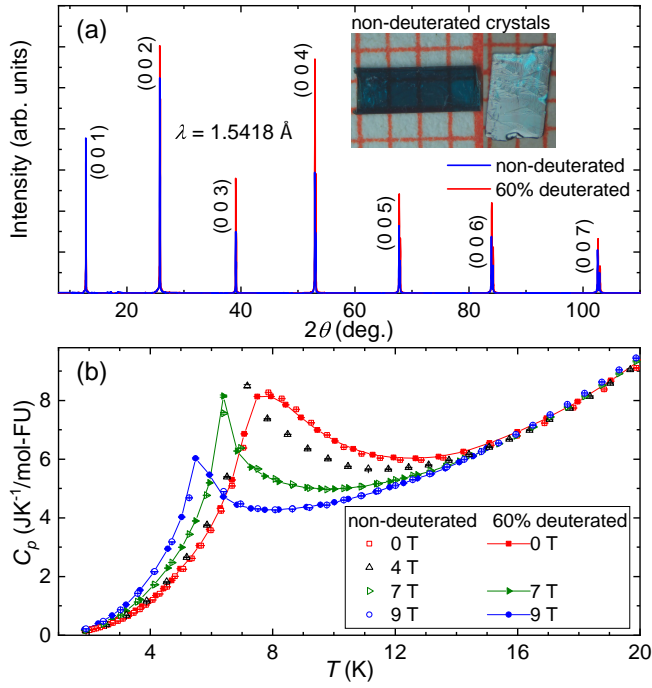 (a)
non-deuterated crystals
Intensity (arb. units)
(0 0 1)
(0 0 2)
(0 0 3)
(0 0 4)
(0 0 5)
(0 0 6)
(0 0 7)
λ = 1.5418 Å
non-deuterated
60% deuterated
20 40 60 80 100
2θ (deg.)
(b)
C_p (JK⁻¹/mol-FU)
10
8
6
4
2
0
non-deuterated 60% deuterated
0 T 0 T
4 T
7 T 7 T
9 T 9 T
4 8 12 16 20
T (K)